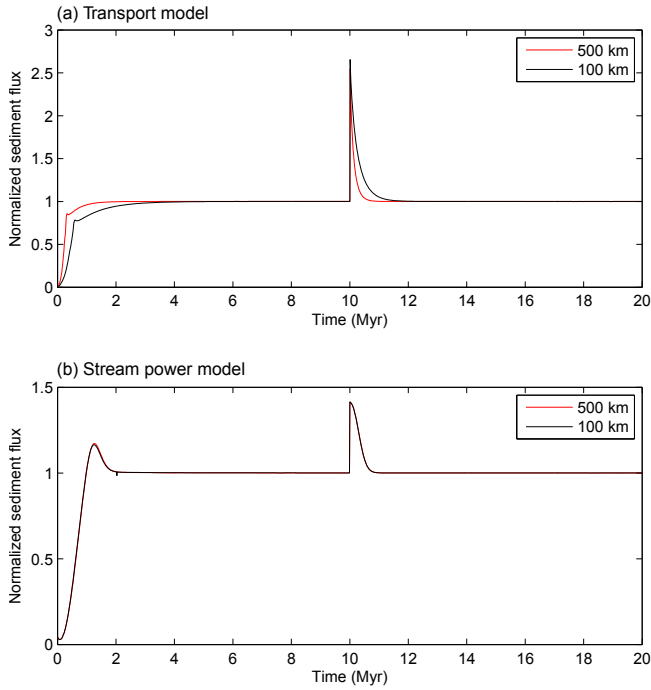 (a) Transport model
3
2.5
2
1.5
1
0.5
0
Normalized sediment flux
500 km
100 km
0 2 4 6 8 10 12 14 16 18 20
Time (Myr)
(b) Stream power model
1.5
1
0.5
0
Normalized sediment flux
500 km
100 km
0 2 4 6 8 10 12 14 16 18 20
Time (Myr)